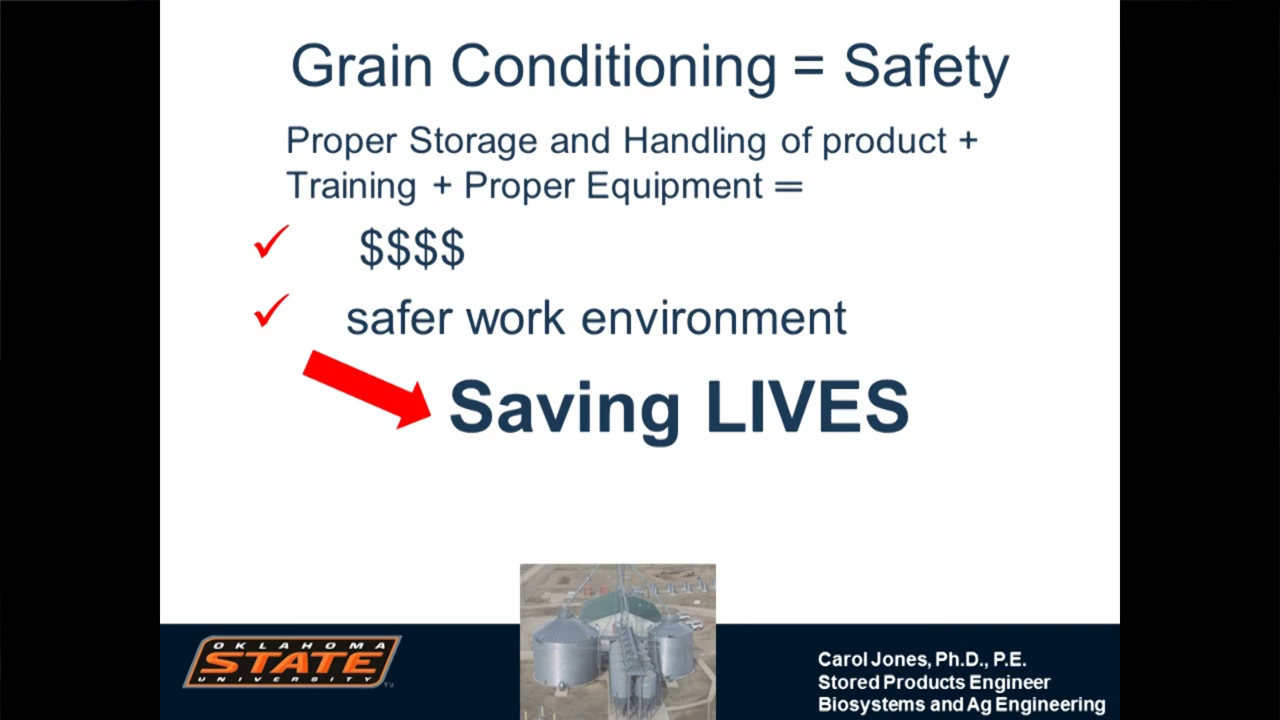 Grain Conditioning = Safety
Proper Storage and Handling of product +
Training + Proper Equipment =
$$$$
safer work environment
Saving LIVES
OKLAHOMA
STATE
UNIVERSITY
Carol Jones, Ph.D., P.E.
Stored Products Engineer
Biosystems and Ag Engineering